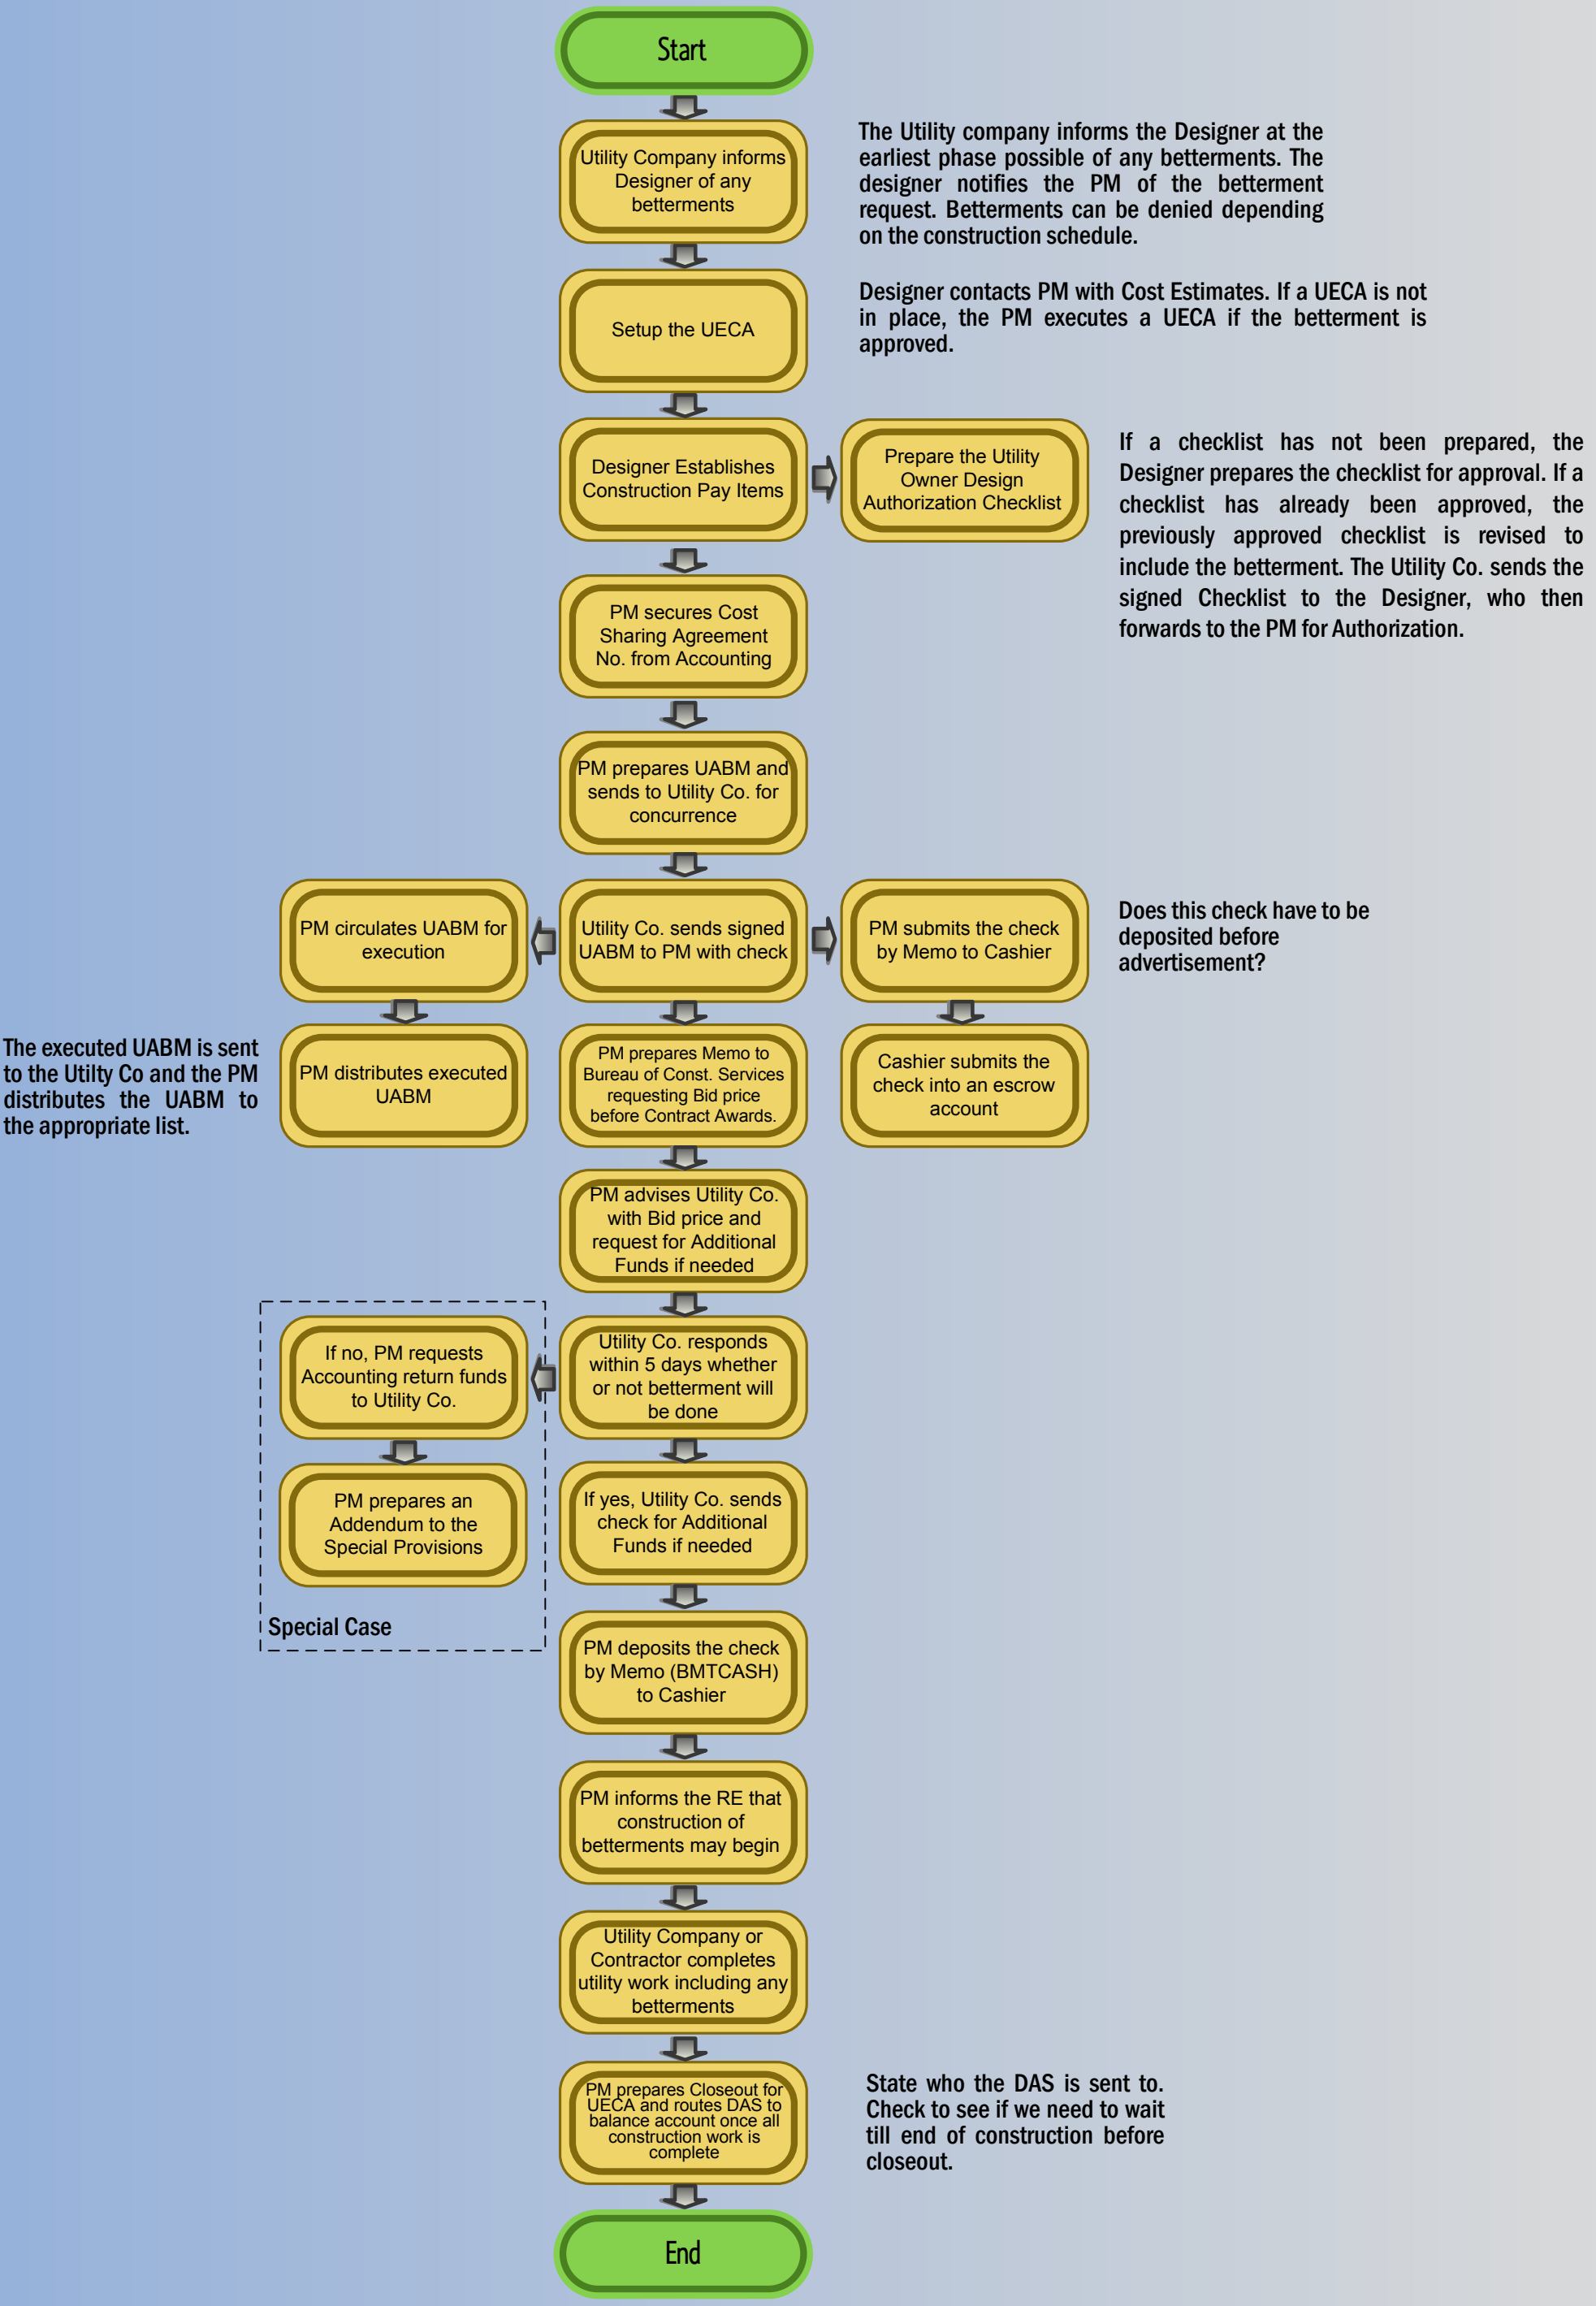 Start
Utility Company informs
Designer of any
betterments
The Utility company informs the Designer at the
earliest phase possible of any betterments. The
designer notifies the PM of the betterment
request. Betterments can be denied depending
on the construction schedule.
Setup the UECA
Designer contacts PM with Cost Estimates. If a UECA is not
in place, the PM executes a UECA if the betterment is
approved.
Designer Establishes
Construction Pay Items
Prepare the Utility
Owner Design
Authorization Checklist
If a checklist has not been prepared, the
Designer prepares the checklist for approval. If a
checklist has already been approved, the
previously approved checklist is revised to
include the betterment. The Utility Co. sends the
signed Checklist to the Designer, who then
forwards to the PM for Authorization.
PM secures Cost
Sharing Agreement
No. from Accounting
PM prepares UABM and
sends to Utility Co. for
concurrence
PM circulates UABM for
execution
Utility Co. sends signed
UABM to PM with check
PM submits the check
by Memo to Cashier
Does this check have to be
deposited before
advertisement?
The executed UABM is sent
to the Utilty Co and the PM
distributes the UABM to
the appropriate list.
PM distributes executed
UABM
PM prepares Memo to
Bureau of Const. Services
requesting Bid price
before Contract Awards.
Cashier submits the
check into an escrow
account
PM advises Utility Co.
with Bid price and
request for Additional
Funds if needed
If no, PM requests
Accounting return funds
to Utility Co.
Utility Co. responds
within 5 days whether
or not betterment will
be done
PM prepares an
Addendum to the
Special Provisions
Special Case
If yes, Utility Co. sends
check for Additional
Funds if needed
PM deposits the check
by Memo (BMTCASH)
to Cashier
PM informs the RE that
construction of
betterments may begin
Utility Company or
Contractor completes
utility work including any
betterments
PM prepares Closeout for
UECA and routes DAS to
balance account once all
construction work is
complete
State who the DAS is sent to.
Check to see if we need to wait
till end of construction before
closeout.
End